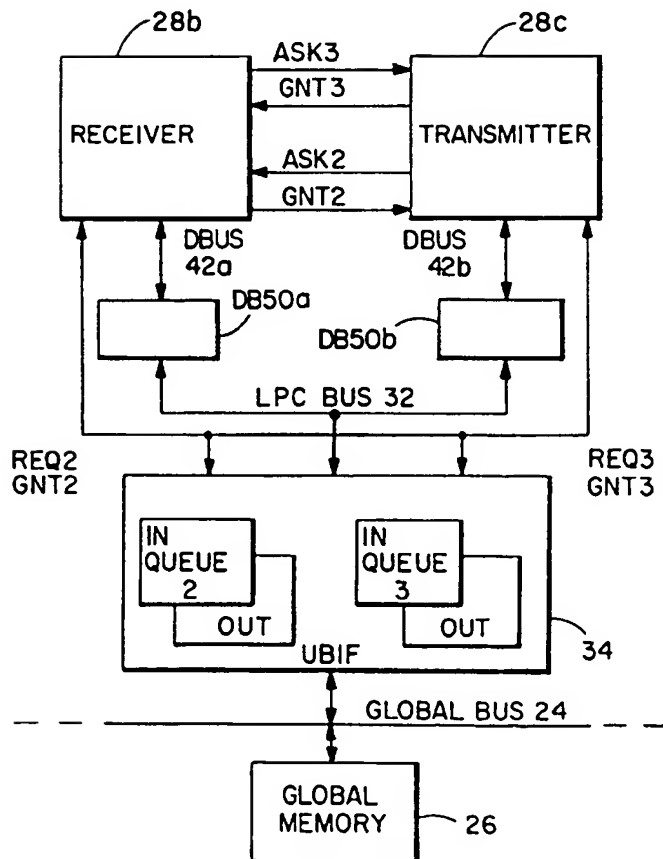 28b
28c
ASK3
GNT3
RECEIVER
TRANSMITTER
ASK2
GNT2
DBUS
42a
DBUS
42b
DB50a
DB50b
LPC BUS 32
REQ2
GNT2
REQ3
GNT3
IN
QUEUE
2
OUT
IN
QUEUE
3
OUT
UBIF
34
GLOBAL BUS 24
GLOBAL
MEMORY
26